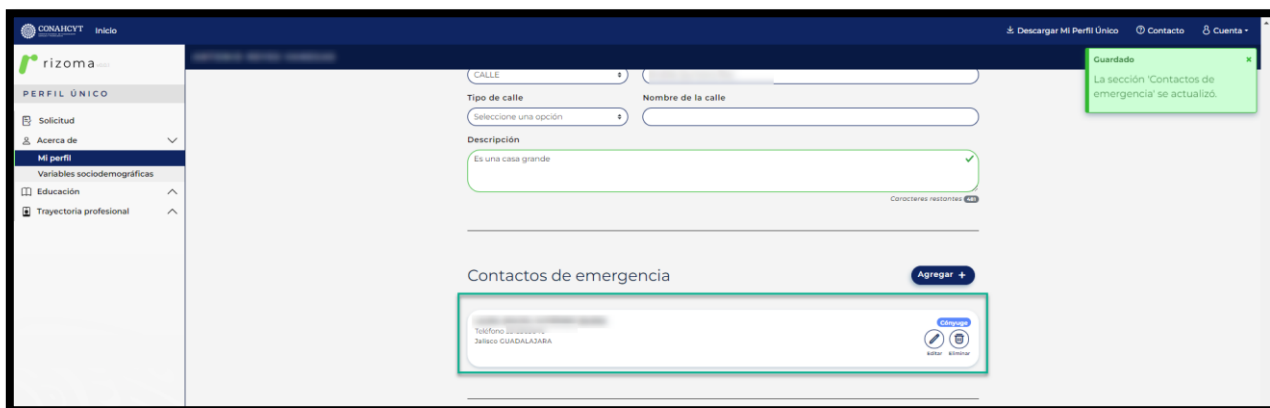 CONAHCYT Inicio
Descargar Mi Perfil Único Contacto Cuenta
rizoma
PERFIL ÚNICO
Solicitud
Acerca de
Mi perfil
Variables sociodemográficas
Educación
Trayectoria profesional
CALLE
Tipo de calle Nombre de la calle
Seleccione una opción
Descripción
Es una casa grande
Caracteres restantes
Contactos de emergencia
Agregar +
Cónyuge
Teléfono
Jalisco GUADALAJARA
Editar Eliminar
Guardado ×
La sección 'Contactos de
emergencia' se actualizó.